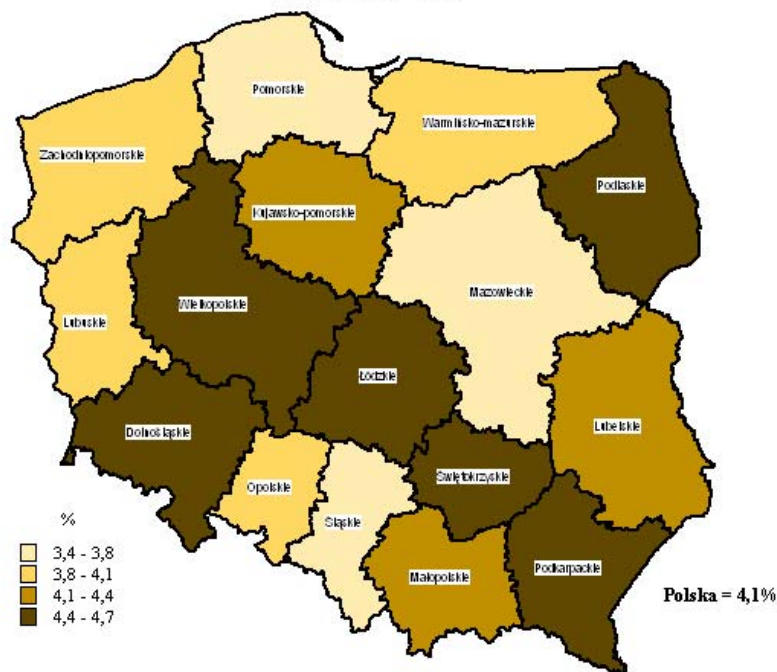 Pomorskie
Warmińsko-mazurskie
Zachodniopomorskie
Podlaskie
Kujawsko-pomorskie
Mazowieckie
Wielkopolskie
Lubuskie
Łódzkie
Dolnośląskie
Lubelskie
Świętokrzyskie
Opolskie
Śląskie
Podkarpackie
Małopolskie
%
3,4 - 3,8
3,8 - 4,1
4,1 - 4,4
4,4 - 4,7
Polska = 4,1%